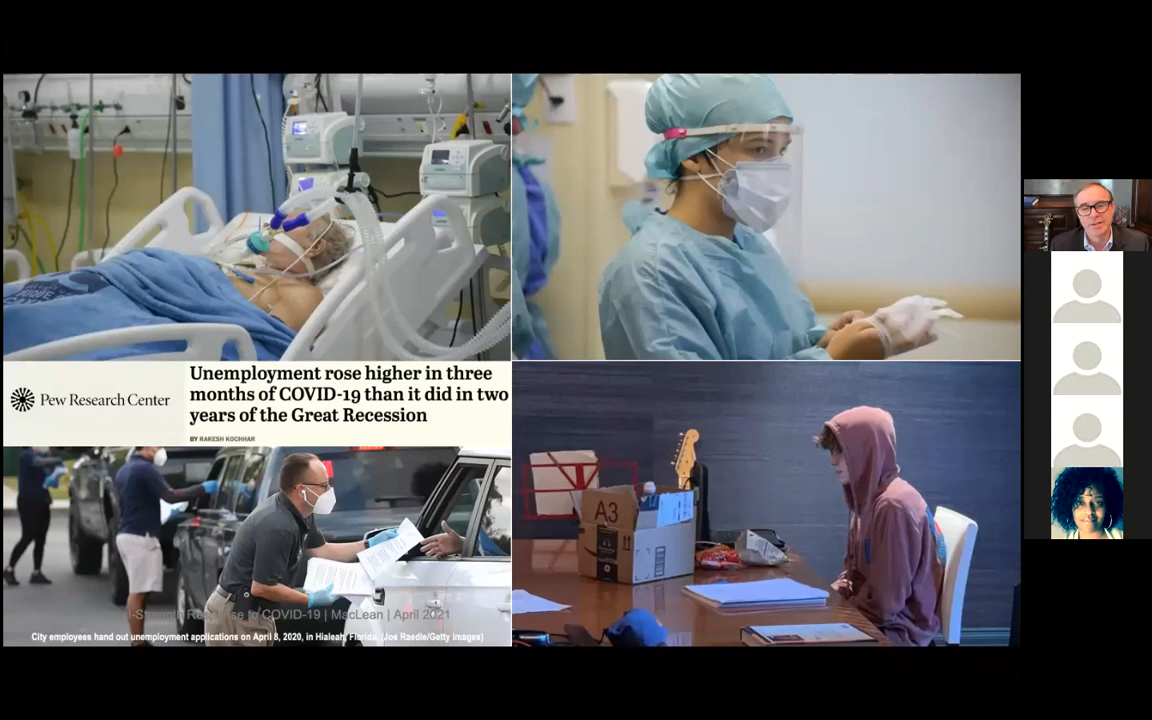 Pew Research Center
Unemployment rose higher in three
months of COVID-19 than it did in two
years of the Great Recession
BY RAKESH KOCHHAR
A3
to COVID-19 | MacLean | April 2021
City employees hand out unemployment applications on April 8, 2020, in Hialeah, Florida. (Joe Raedle/Getty Images)